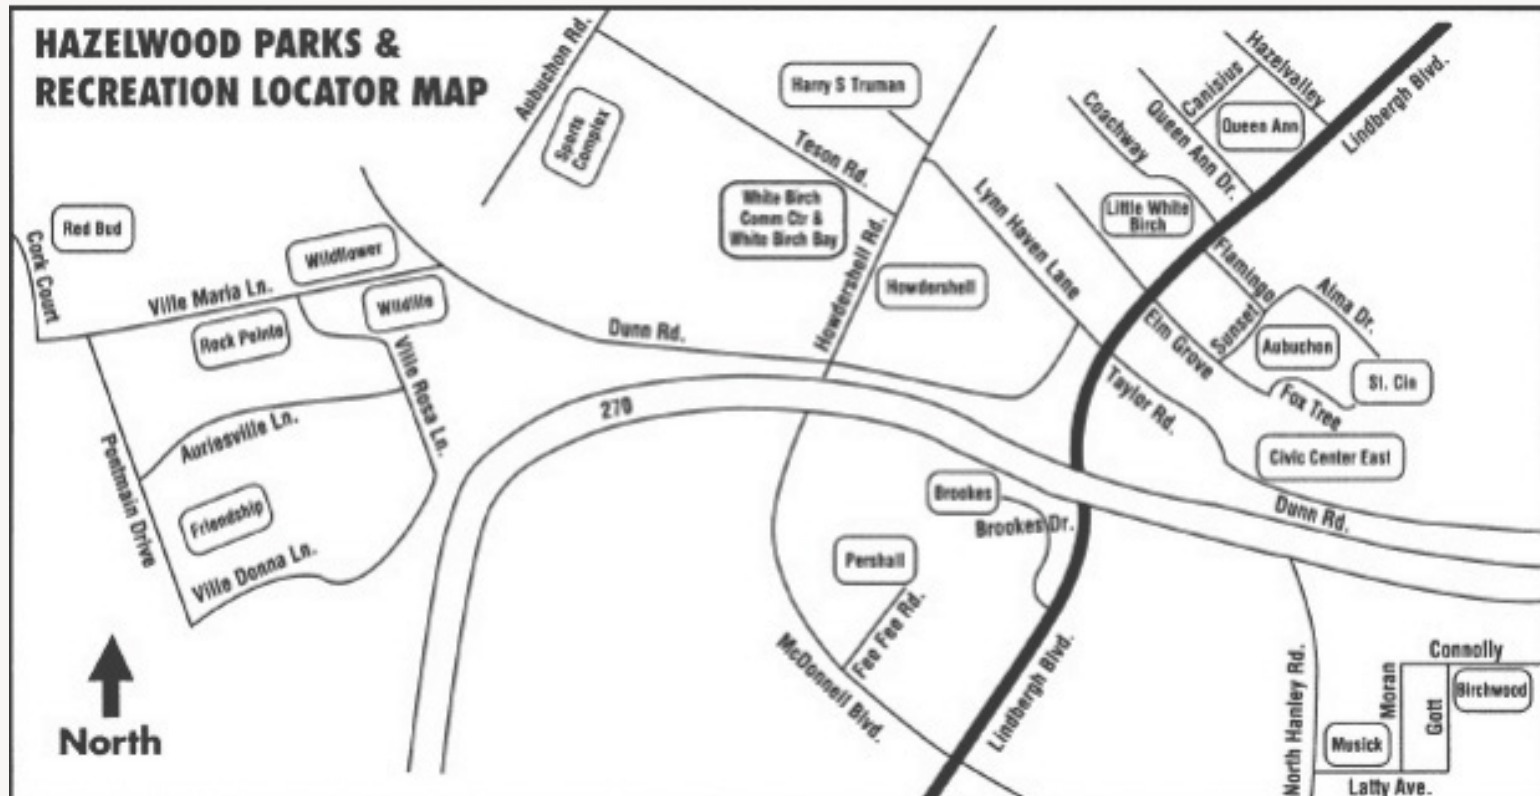 HAZELWOOD PARKS &
RECREATION LOCATOR MAP
Aubuchon Rd.
Sports
Complex
Harry S Truman
Teson Rd.
White Birch
Comm Ctr &
White Birch Bay
Howdershell Rd.
Howdershell
Lynn Haven Lane
Coachway
Queen Ann Dr.
Canisius
Hazelvalley
Queen Ann
Lindbergh Blvd.
Little White
Birch
Flamingo
Sunset
Alma Dr.
Aubuchon
St. Cin
Fox Tree
Elm Grove
Taylor Rd.
Civic Center East
Dunn Rd.
Red Bud
Cork Court
Wildflower
Ville Maria Ln.
Wildlife
Rock Pointe
Ville Rosa Ln.
Dunn Rd.
270
Auriesville Ln.
Pontmain Drive
Friendship
Ville Donna Ln.
North
Brookes
Brookes Dr.
Pershall
Fee Fee Rd.
McDonnell Blvd.
Lindbergh Blvd.
North Hanley Rd.
Connolly
Moran
Gott
Birchwood
Musick
Latty Ave.